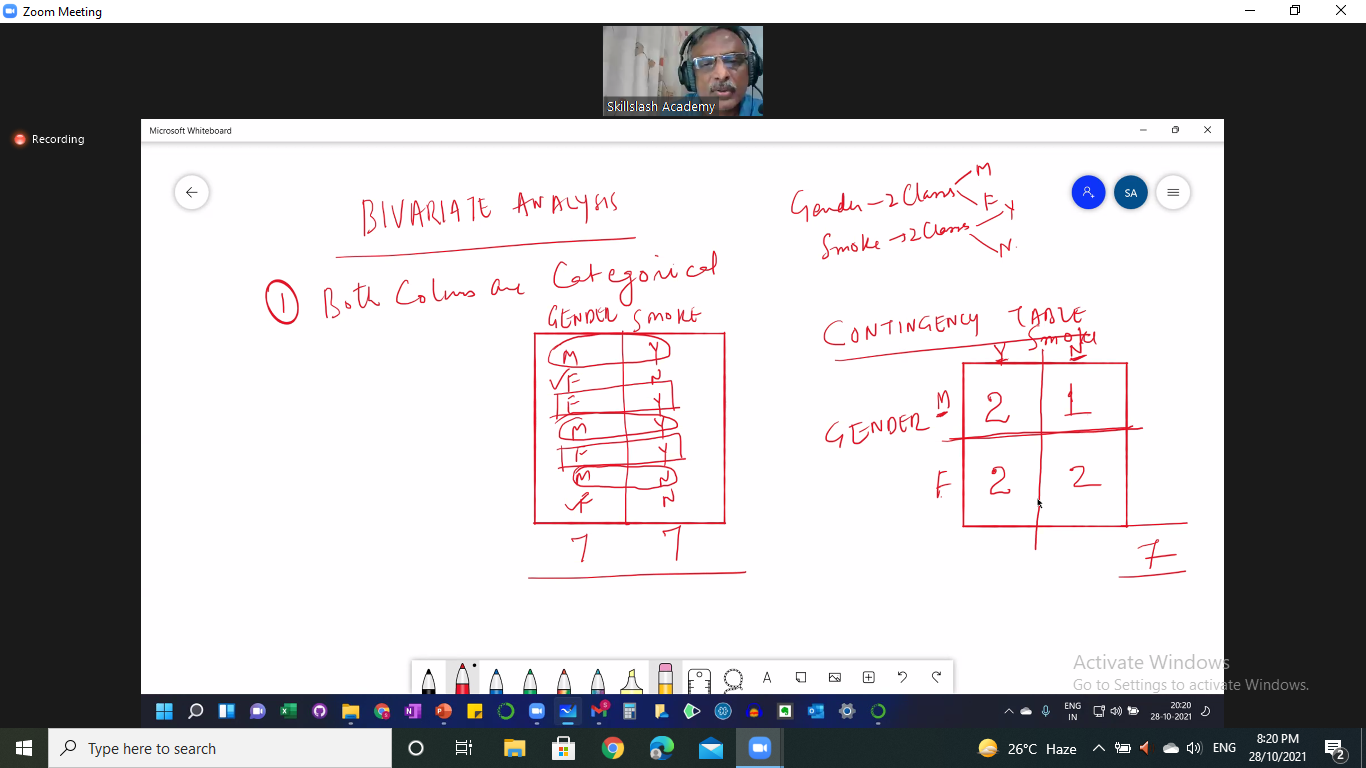 Zoom Meeting
Skillslash Academy
Recording
Microsoft Whiteboard
SA
BIVARIATE ANALYSIS
Gender - 2 Class
M
F
Smoke → 2 Class
Y
N
1 Both Colums are Categorical
GENDER SMOKE
M Y
F N
F Y
M Y
F Y
M N
F N
7 7
CONTINGENCY TABLE
Smoke
Y N
GENDER
M 2 1
F 2 2
7
Activate Windows
Go to Settings to activate Windows.
A
ENG
IN
20:20
28-10-2021
Type here to search
26°C Haze
ENG
8:20 PM
28/10/2021
2